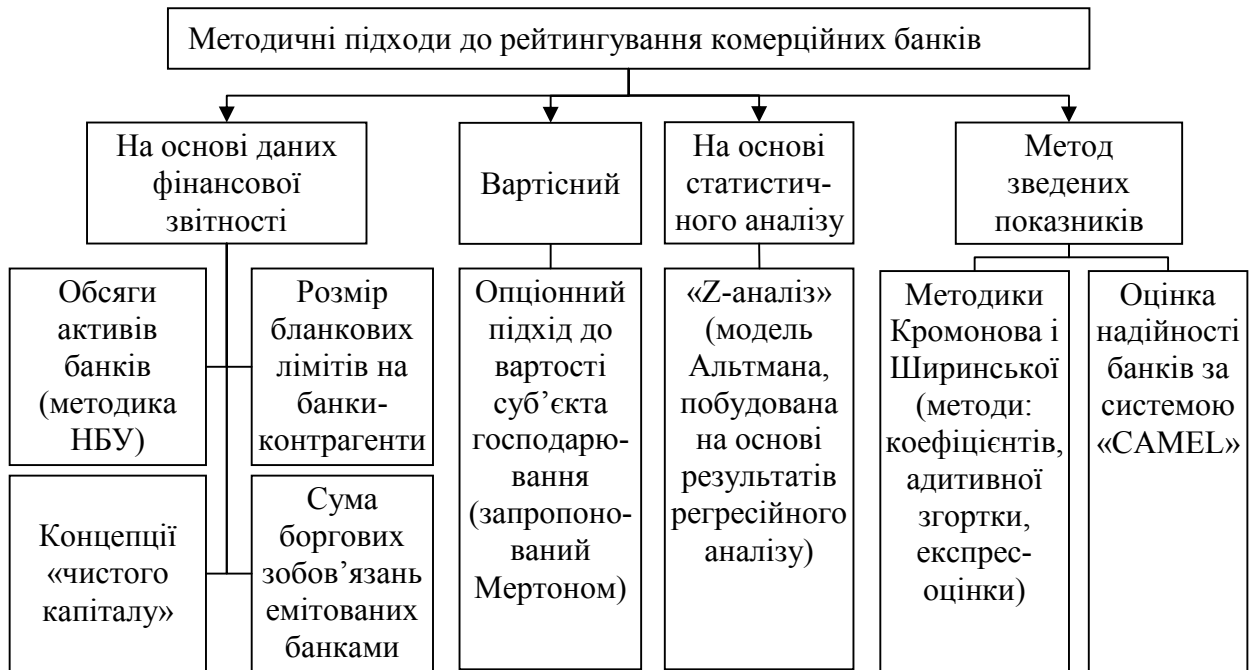 Методичні підходи до рейтингування комерційних банків
На основі даних
фінансової
звітності
Вартісний
На основі
статистич-
ного аналізу
Метод
зведених
показників
Обсяги
активів
банків
(методика
НБУ)
Розмір
бланкових
лімітів на
банки-
контрагенти
Концепції
«чистого
капіталу»
Сума
боргових
зобов’язань
емітованих
банками
Опціонний
підхід до
вартості
суб’єкта
господарю-
вання
(запропоно-
ований
Мертоном)
«Z-аналіз»
(модель
Альтмана,
побудована
на основі
результатів
регресійного
аналізу)
Методики
Кромонова і
Ширинської
(методи:
коефіцієнтів,
адитивної
згортки,
експрес-
оцінки)
Оцінка
надійності
банків за
системою
«CAMEL»